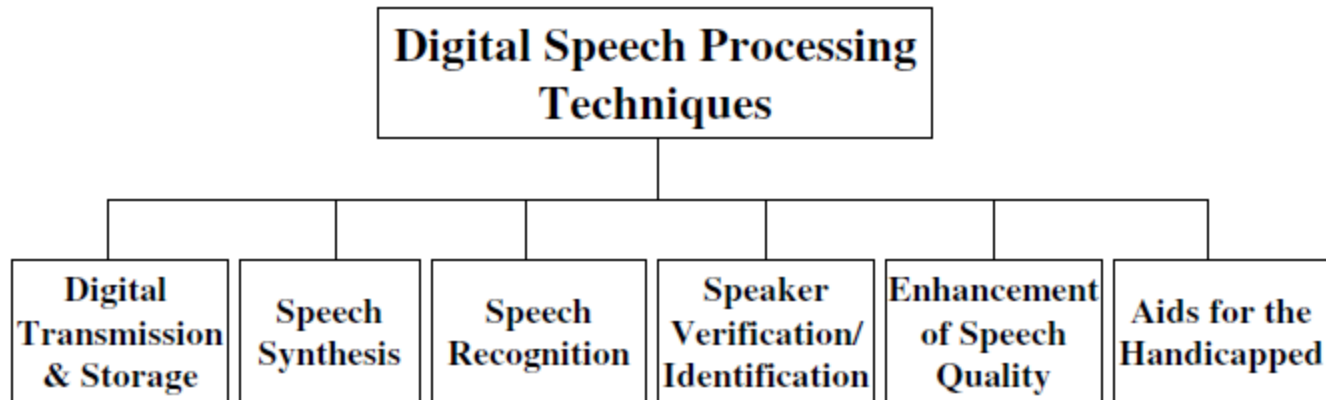 Digital Speech Processing
Techniques
Digital
Transmission
& Storage
Speech
Synthesis
Speech
Recognition
Speaker
Verification/
Identification
Enhancement
of Speech
Quality
Aids for the
Handicapped